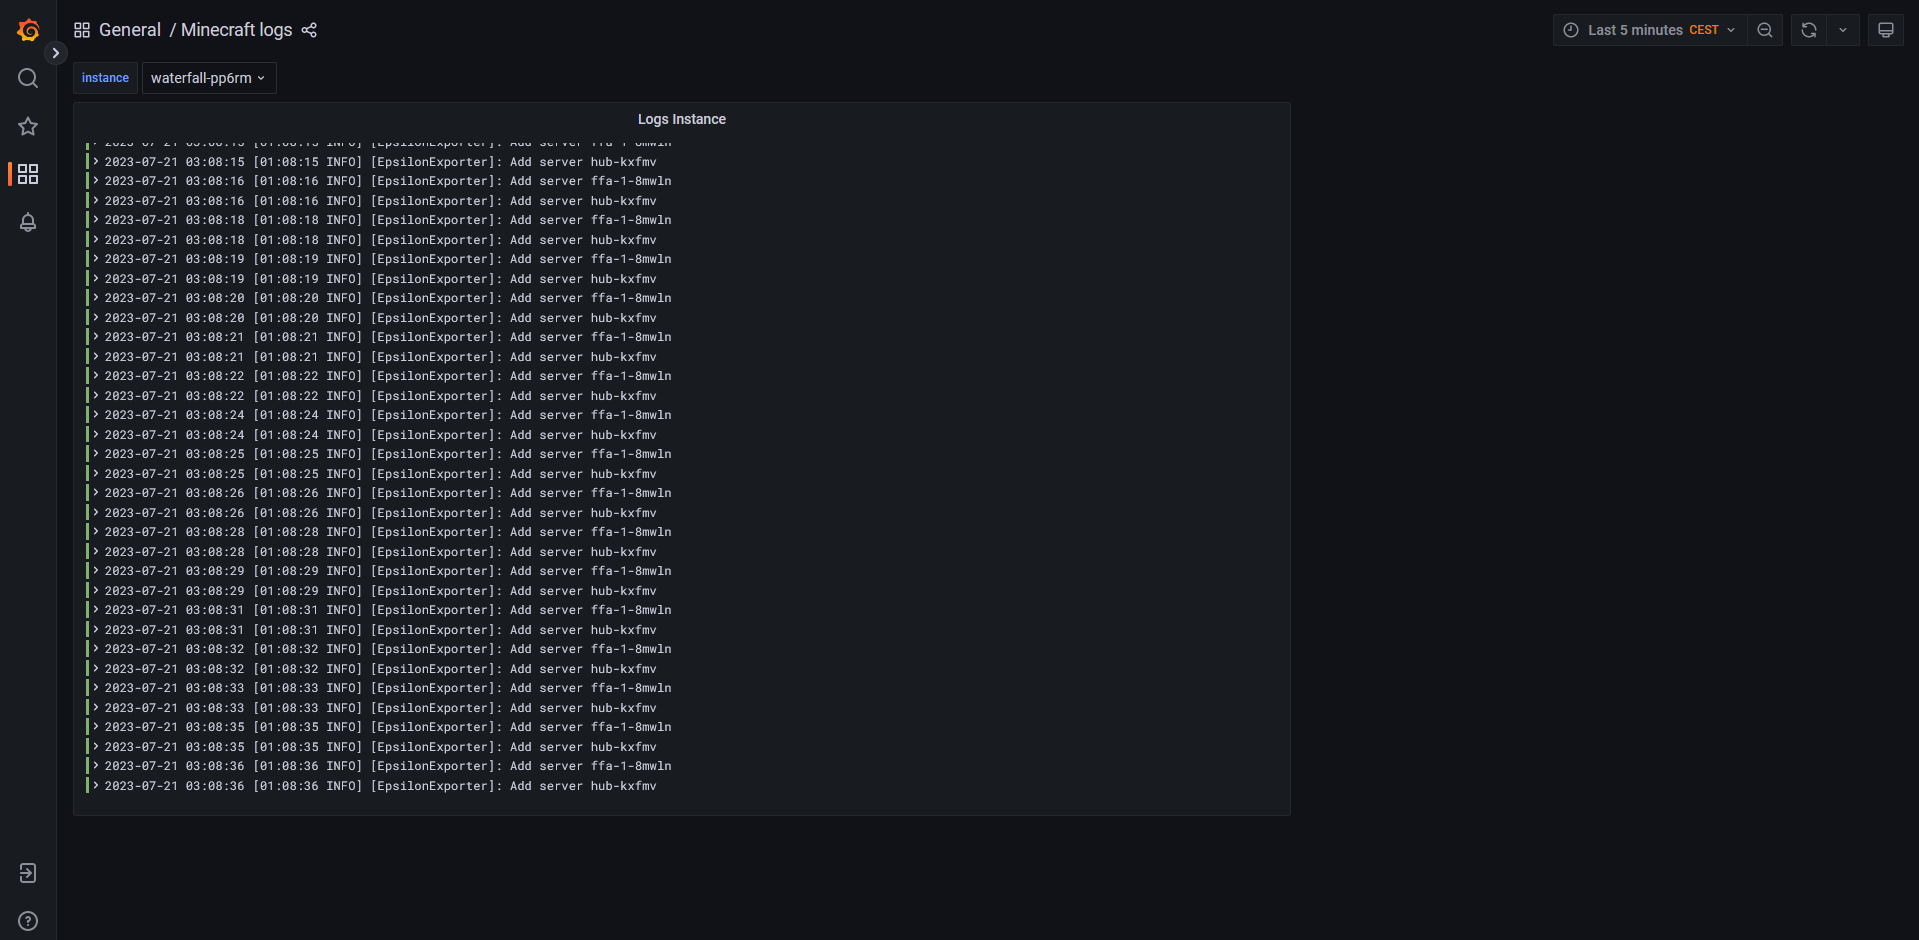 General / Minecraft logs
Last 5 minutes CEST
instance waterfall-pp6rm
Logs Instance
2023-07-21 03:08:15 [01:08:15 INFO] [EpsilonExporter]: Add server ffa-1-8mwln
2023-07-21 03:08:15 [01:08:15 INFO] [EpsilonExporter]: Add server hub-kxfmv
2023-07-21 03:08:16 [01:08:16 INFO] [EpsilonExporter]: Add server ffa-1-8mwln
2023-07-21 03:08:16 [01:08:16 INFO] [EpsilonExporter]: Add server hub-kxfmv
2023-07-21 03:08:18 [01:08:18 INFO] [EpsilonExporter]: Add server ffa-1-8mwln
2023-07-21 03:08:18 [01:08:18 INFO] [EpsilonExporter]: Add server hub-kxfmv
2023-07-21 03:08:19 [01:08:19 INFO] [EpsilonExporter]: Add server ffa-1-8mwln
2023-07-21 03:08:19 [01:08:19 INFO] [EpsilonExporter]: Add server hub-kxfmv
2023-07-21 03:08:20 [01:08:20 INFO] [EpsilonExporter]: Add server ffa-1-8mwln
2023-07-21 03:08:20 [01:08:20 INFO] [EpsilonExporter]: Add server hub-kxfmv
2023-07-21 03:08:21 [01:08:21 INFO] [EpsilonExporter]: Add server ffa-1-8mwln
2023-07-21 03:08:21 [01:08:21 INFO] [EpsilonExporter]: Add server hub-kxfmv
2023-07-21 03:08:22 [01:08:22 INFO] [EpsilonExporter]: Add server ffa-1-8mwln
2023-07-21 03:08:22 [01:08:22 INFO] [EpsilonExporter]: Add server hub-kxfmv
2023-07-21 03:08:24 [01:08:24 INFO] [EpsilonExporter]: Add server ffa-1-8mwln
2023-07-21 03:08:24 [01:08:24 INFO] [EpsilonExporter]: Add server hub-kxfmv
2023-07-21 03:08:25 [01:08:25 INFO] [EpsilonExporter]: Add server ffa-1-8mwln
2023-07-21 03:08:25 [01:08:25 INFO] [EpsilonExporter]: Add server hub-kxfmv
2023-07-21 03:08:26 [01:08:26 INFO] [EpsilonExporter]: Add server ffa-1-8mwln
2023-07-21 03:08:26 [01:08:26 INFO] [EpsilonExporter]: Add server hub-kxfmv
2023-07-21 03:08:28 [01:08:28 INFO] [EpsilonExporter]: Add server ffa-1-8mwln
2023-07-21 03:08:28 [01:08:28 INFO] [EpsilonExporter]: Add server hub-kxfmv
2023-07-21 03:08:29 [01:08:29 INFO] [EpsilonExporter]: Add server ffa-1-8mwln
2023-07-21 03:08:29 [01:08:29 INFO] [EpsilonExporter]: Add server hub-kxfmv
2023-07-21 03:08:31 [01:08:31 INFO] [EpsilonExporter]: Add server ffa-1-8mwln
2023-07-21 03:08:31 [01:08:31 INFO] [EpsilonExporter]: Add server hub-kxfmv
2023-07-21 03:08:32 [01:08:32 INFO] [EpsilonExporter]: Add server ffa-1-8mwln
2023-07-21 03:08:32 [01:08:32 INFO] [EpsilonExporter]: Add server hub-kxfmv
2023-07-21 03:08:33 [01:08:33 INFO] [EpsilonExporter]: Add server ffa-1-8mwln
2023-07-21 03:08:33 [01:08:33 INFO] [EpsilonExporter]: Add server hub-kxfmv
2023-07-21 03:08:35 [01:08:35 INFO] [EpsilonExporter]: Add server ffa-1-8mwln
2023-07-21 03:08:35 [01:08:35 INFO] [EpsilonExporter]: Add server hub-kxfmv
2023-07-21 03:08:36 [01:08:36 INFO] [EpsilonExporter]: Add server ffa-1-8mwln
2023-07-21 03:08:36 [01:08:36 INFO] [EpsilonExporter]: Add server hub-kxfmv